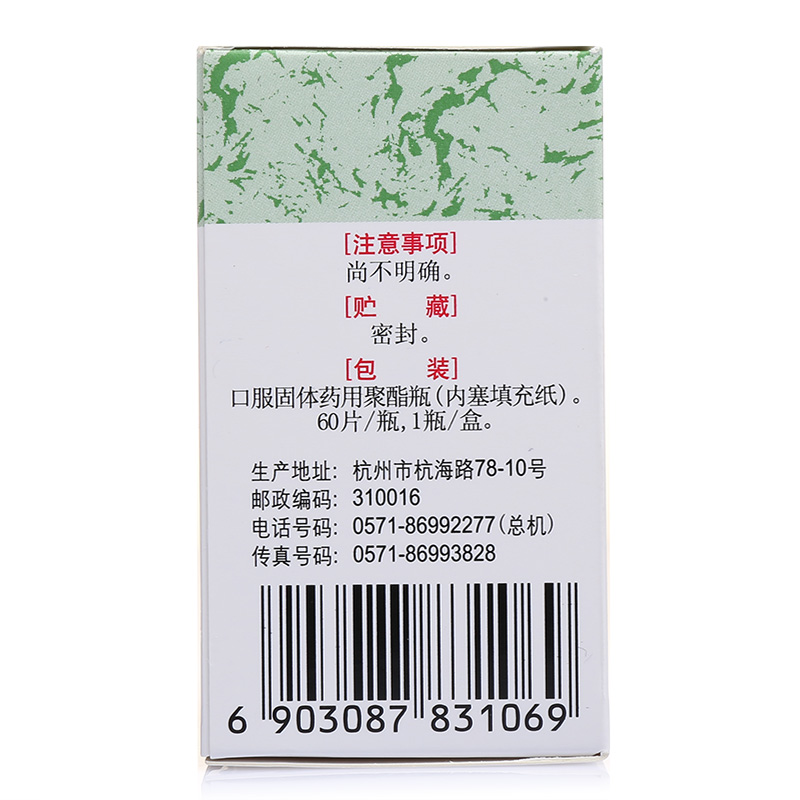 [注意事项]
尚不明确。
[贮 藏]
密封。
[包 装]
口服固体药用聚酯瓶(内塞填充纸)。
60片/瓶,1瓶/盒。
生产地址: 杭州市杭海路78-10号
邮政编码: 310016
电话号码: 0571-86992277(总机)
传真号码: 0571-86993828
6 903087 831069